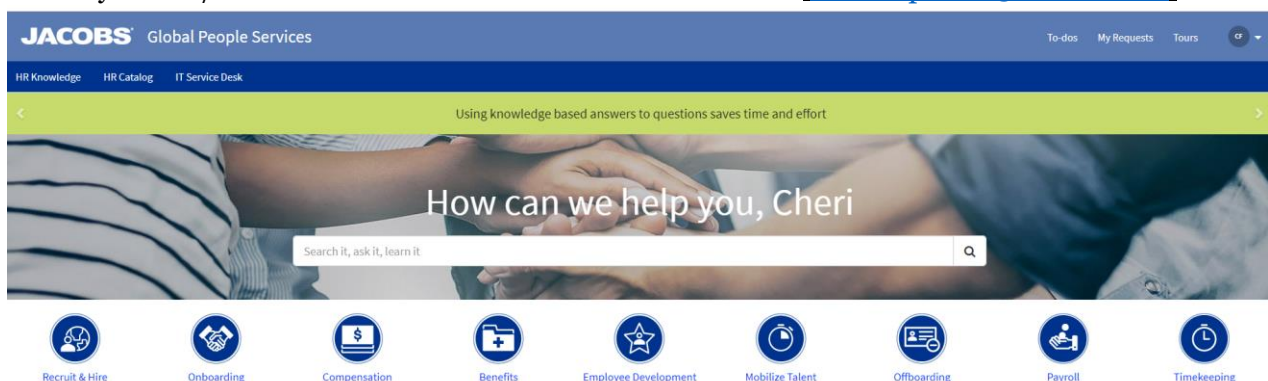 JACOBS Global People Services
To-dos My Requests Tours CF
HR Knowledge HR Catalog IT Service Desk
Using knowledge based answers to questions saves time and effort
How can we help you, Cheri
Search it, ask it, learn it
Recruit & Hire Onboarding Compensation Benefits Employee Development Mobilize Talent Offboarding Payroll Timekeeping